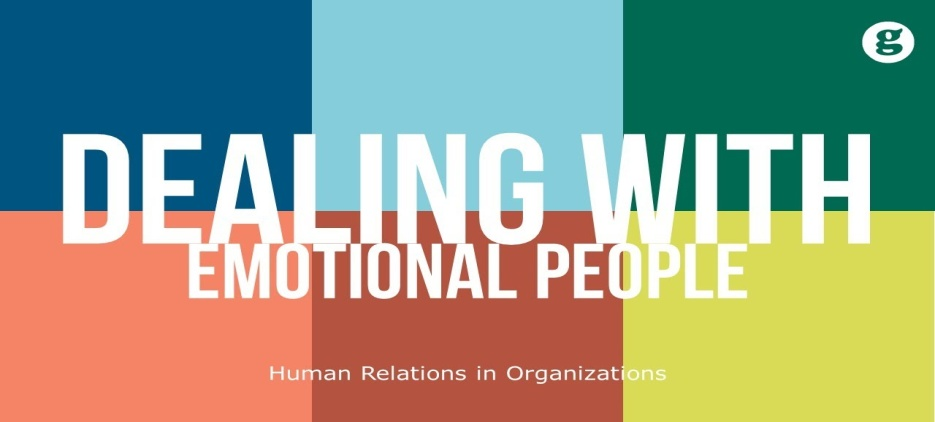 g
DEALING WITH
EMOTIONAL PEOPLE
Human Relations in Organizations